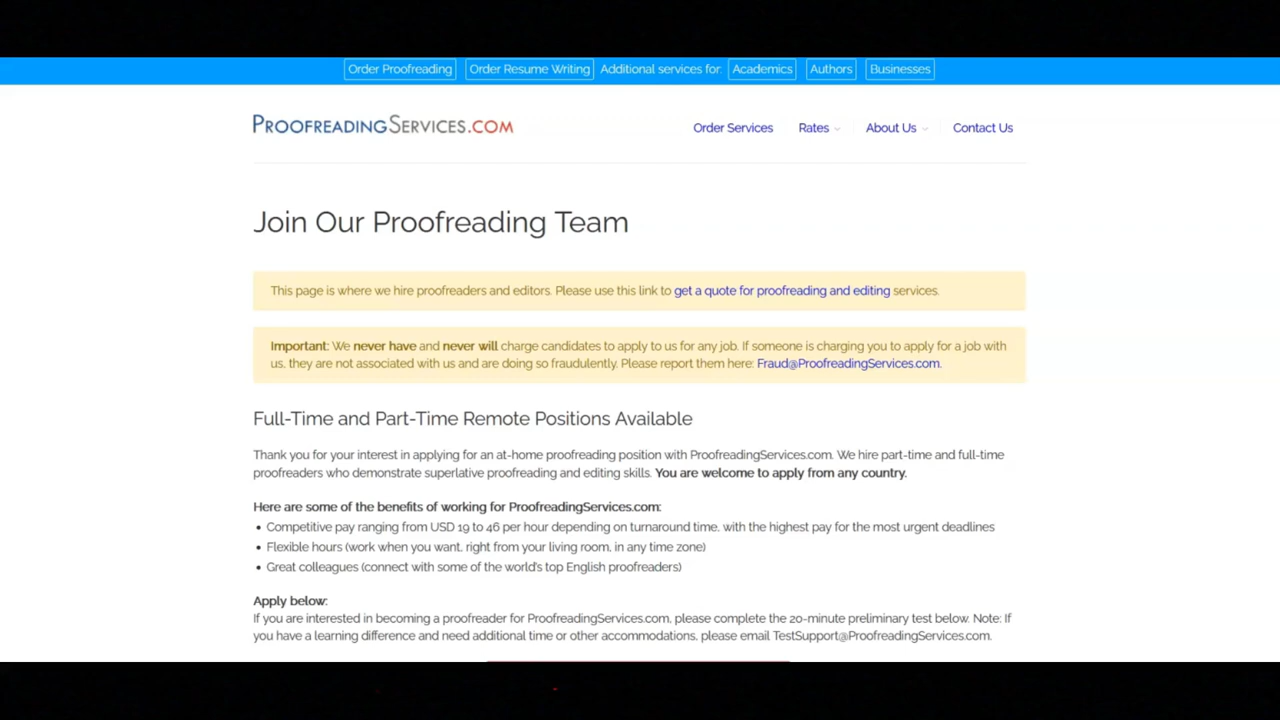 Order Proofreading Order Resume Writing Additional services for: Academics Authors Businesses
PROOFREADINGSERVICES.COM
Order Services Rates About Us Contact Us
Join Our Proofreading Team
This page is where we hire proofreaders and editors. Please use this link to get a quote for proofreading and editing services.
Important: We never have and never will charge candidates to apply to us for any job. If someone is charging you to apply for a job with
us, they are not associated with us and are doing so fraudulently. Please report them here: Fraud@ProofreadingServices.com.
Full-Time and Part-Time Remote Positions Available
Thank you for your interest in applying for an at-home proofreading position with ProofreadingServices.com. We hire part-time and full-time
proofreaders who demonstrate superlative proofreading and editing skills. You are welcome to apply from any country.
Here are some of the benefits of working for ProofreadingServices.com:
• Competitive pay ranging from USD 19 to 46 per hour depending on turnaround time, with the highest pay for the most urgent deadlines
• Flexible hours (work when you want, right from your living room, in any time zone)
• Great colleagues (connect with some of the world's top English proofreaders)
Apply below:
If you are interested in becoming a proofreader for ProofreadingServices.com, please complete the 20-minute preliminary test below. Note: If
you have a learning difference and need additional time or other accommodations, please email TestSupport@ProofreadingServices.com.